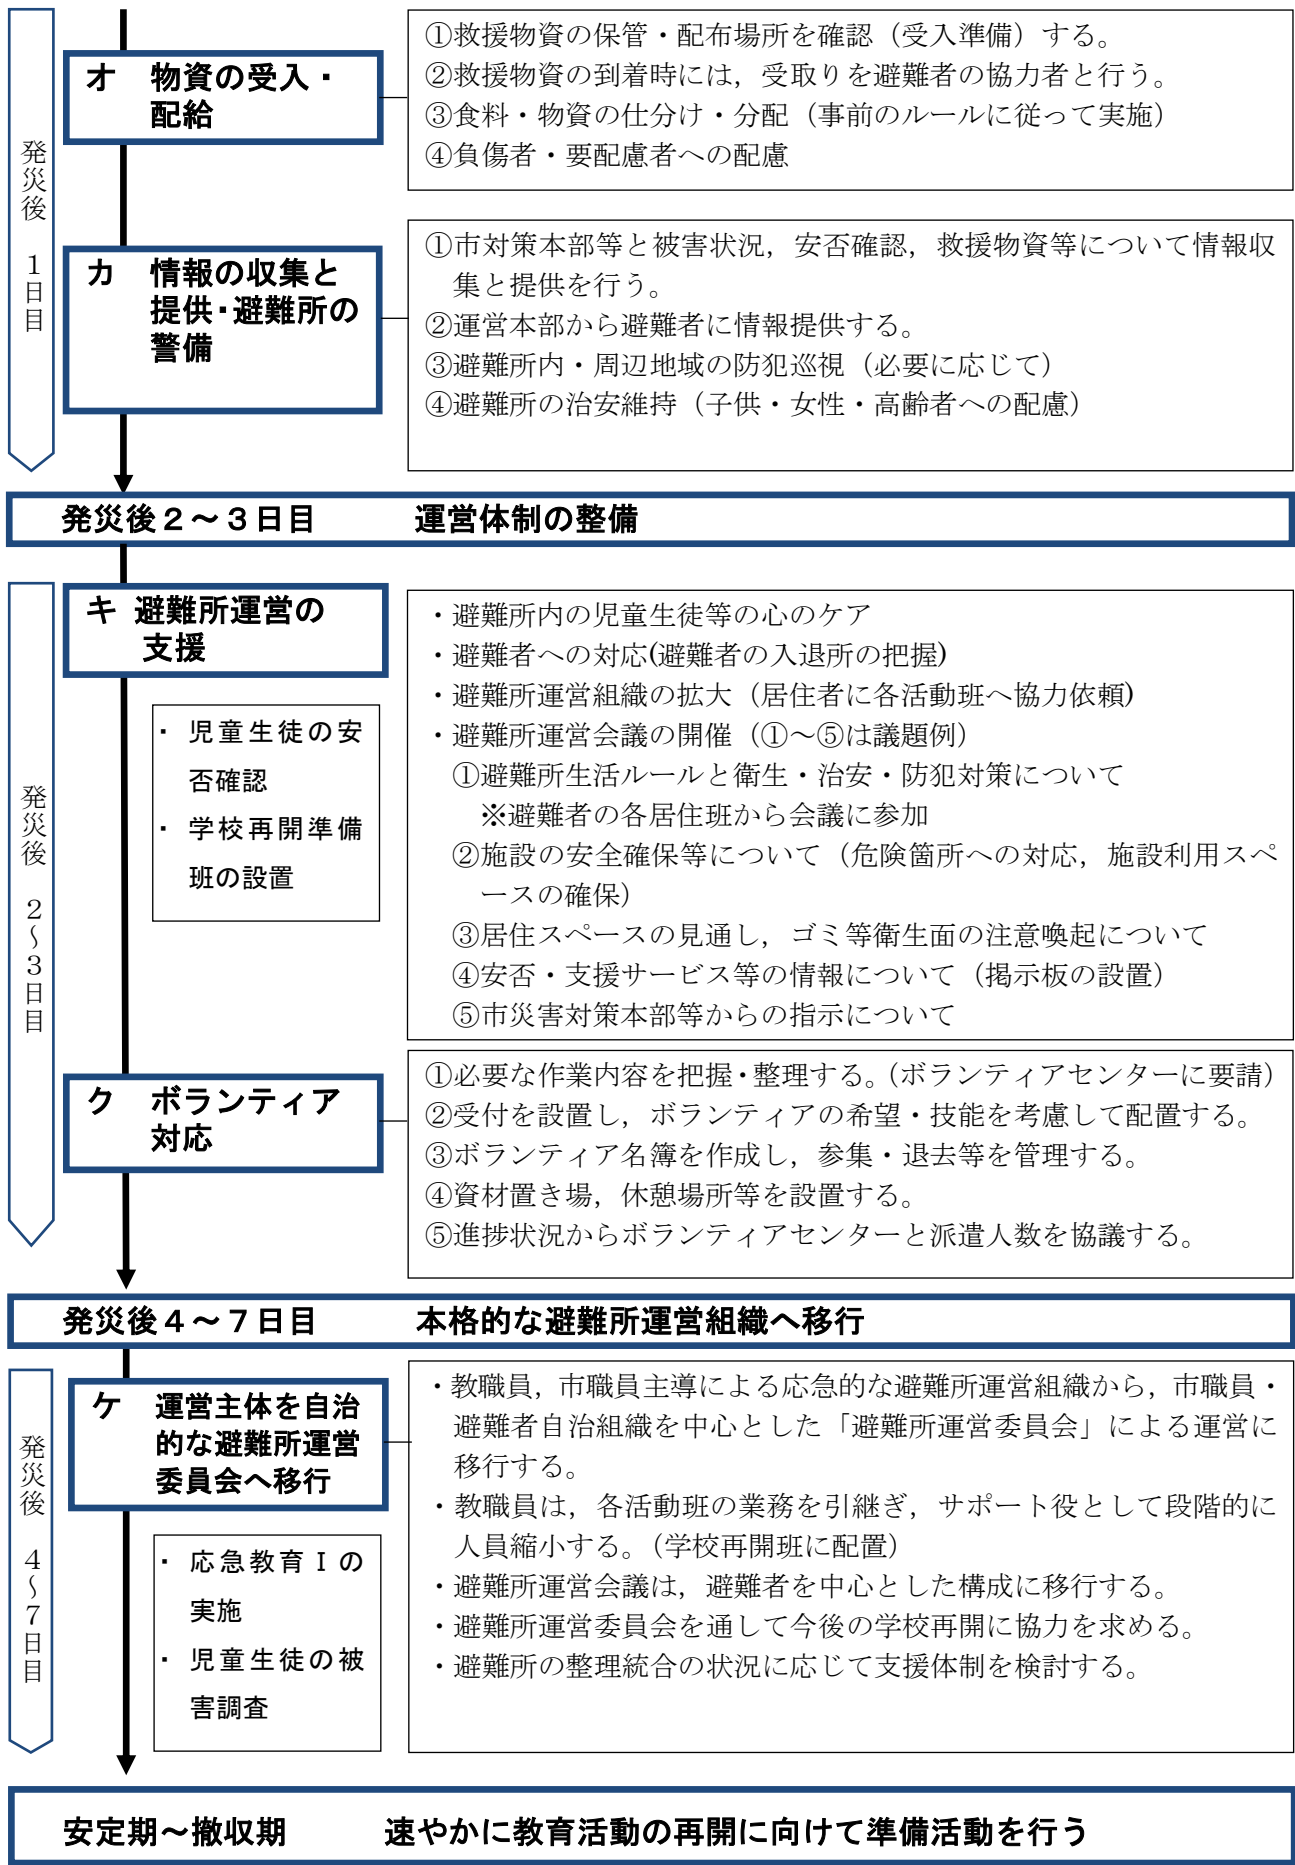 発災後 1日目
オ 物資の受入・
配給
①救援物資の保管・配布場所を確認（受入準備）する。
②救援物資の到着時には，受取りを避難者の協力者と行う。
③食料・物資の仕分け・分配（事前のルールに従って実施）
④負傷者・要配慮者への配慮
カ 情報の収集と
提供・避難所の
警備
①市対策本部等と被害状況，安否確認，救援物資等について情報収
集と提供を行う。
②運営本部から避難者に情報提供する。
③避難所内・周辺地域の防犯巡視（必要に応じて）
④避難所の治安維持（子供・女性・高齢者への配慮）
発災後２～３日目 運営体制の整備
発災後 2～3日目
キ 避難所運営の
支援
・ 児童生徒の安
否確認
・ 学校再開準備
班の設置
・避難所内の児童生徒等の心のケア
・避難者への対応(避難者の入退所の把握)
・避難所運営組織の拡大（居住者に各活動班へ協力依頼)
・避難所運営会議の開催（①～⑤は議題例）
①避難所生活ルールと衛生・治安・防犯対策について
※避難者の各居住班から会議に参加
②施設の安全確保等について（危険箇所への対応，施設利用スペ
ースの確保）
③居住スペースの見通し，ゴミ等衛生面の注意喚起について
④安否・支援サービス等の情報について（掲示板の設置）
⑤市災害対策本部等からの指示について
ク ボランティア
対応
①必要な作業内容を把握・整理する。（ボランティアセンターに要請）
②受付を設置し，ボランティアの希望・技能を考慮して配置する。
③ボランティア名簿を作成し，参集・退去等を管理する。
④資材置き場，休憩場所等を設置する。
⑤進捗状況からボランティアセンターと派遣人数を協議する。
発災後４～７日目 本格的な避難所運営組織へ移行
発災後 4～7日目
ケ 運営主体を自治
的な避難所運営
委員会へ移行
・ 応急教育Ⅰの
実施
・ 児童生徒の被
害調査
・教職員，市職員主導による応急的な避難所運営組織から，市職員・
避難者自治組織を中心とした「避難所運営委員会」による運営に
移行する。
・教職員は，各活動班の業務を引継ぎ，サポート役として段階的に
人員縮小する。（学校再開班に配置）
・避難所運営会議は，避難者を中心とした構成に移行する。
・避難所運営委員会を通して今後の学校再開に協力を求める。
・避難所の整理統合の状況に応じて支援体制を検討する。
安定期～撤収期 速やかに教育活動の再開に向けて準備活動を行う